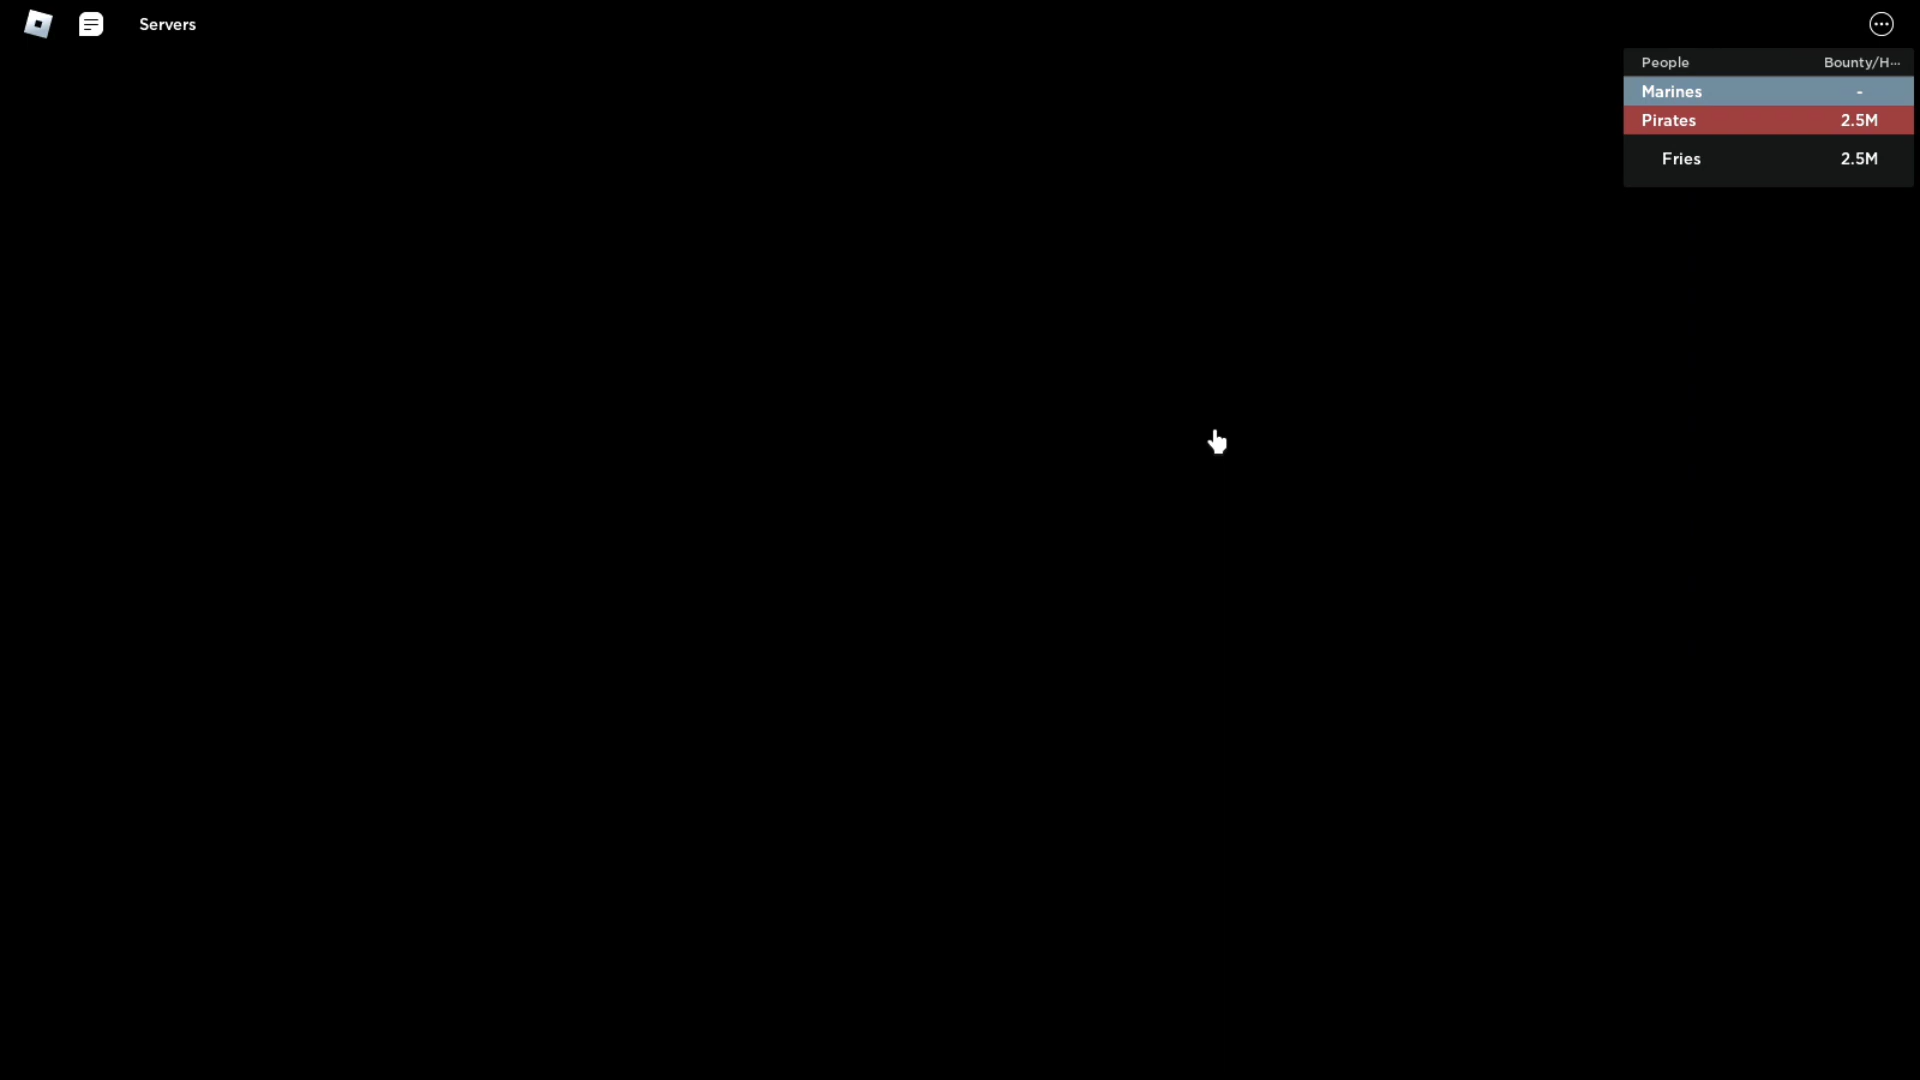 Servers
People Bounty/H...
Marines -
Pirates 2.5M
Fries 2.5M